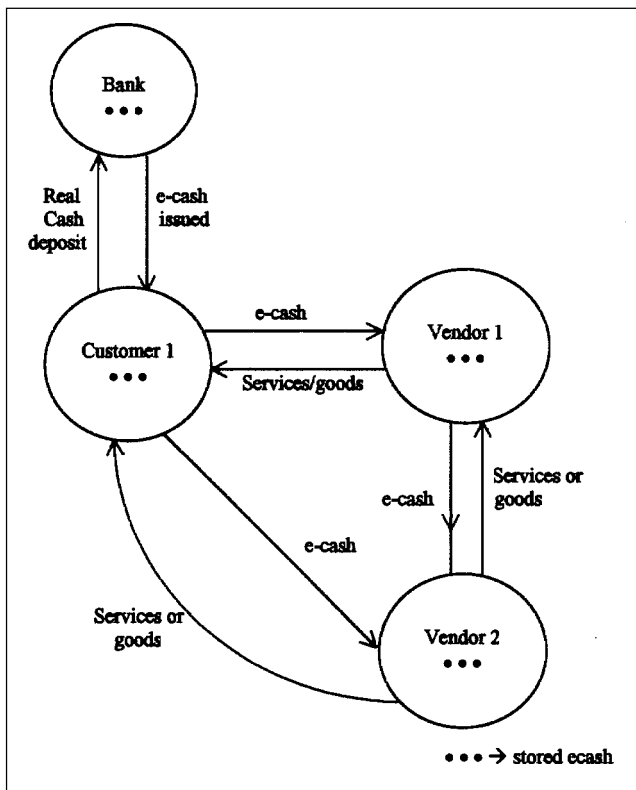 Bank
Real
Cash
deposit
e-cash
issued
Customer 1
e-cash
Services/goods
Vendor 1
e-cash
Services or
goods
e-cash
Services or
goods
Vendor 2
••• → stored ecash